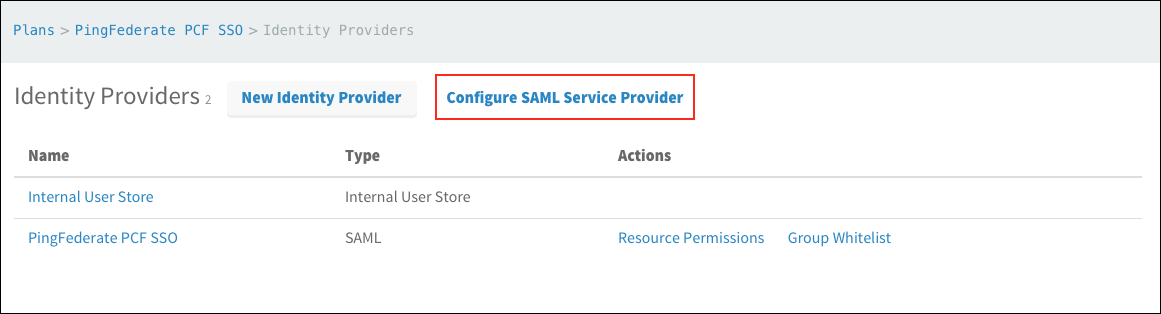 Plans > PingFederate PCF SSO > Identity Providers
Identity Providers 2 New Identity Provider Configure SAML Service Provider
Name Type Actions
Internal User Store Internal User Store
PingFederate PCF SSO SAML Resource Permissions Group Whitelist